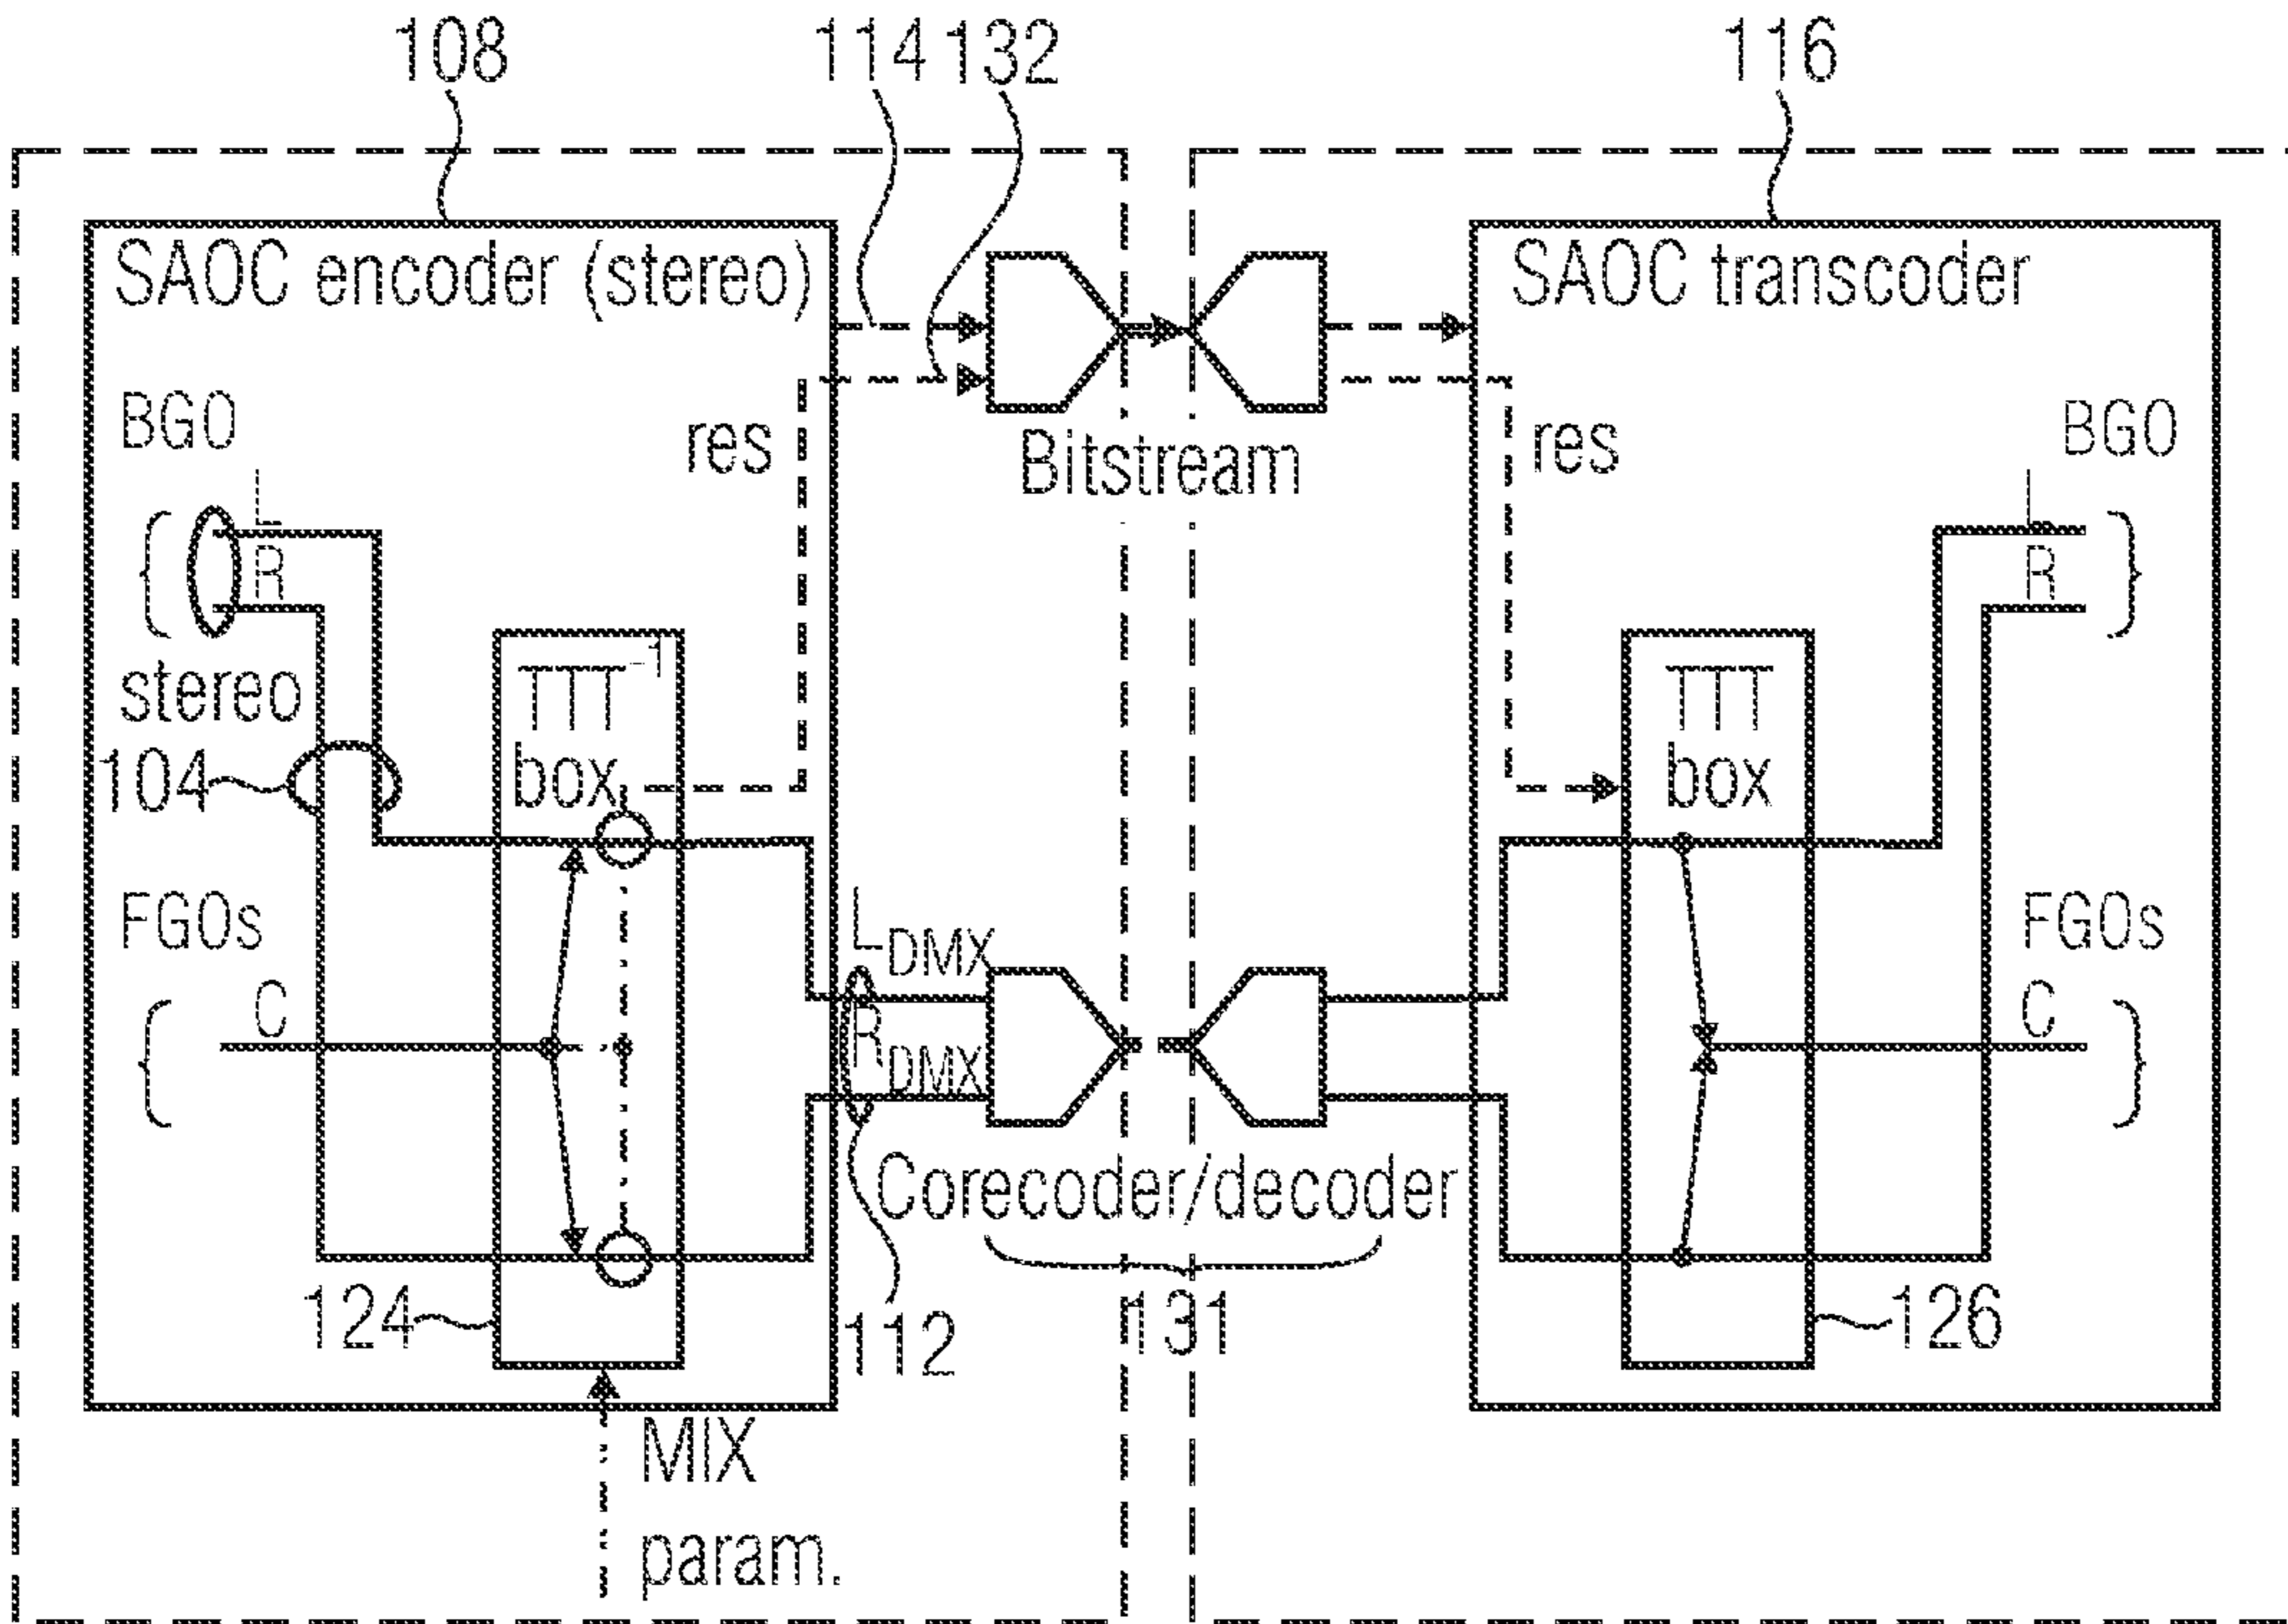 108
114
132
116
SAOC encoder (stereo)
SAOC transcoder
BGO
res
Bitstream
res
BGO
L
R
L
R
stereo
TTT⁻¹
box
TTT
box
104
FGOs
C
L_DMX
R_DMX
FGOs
C
Corecoder/decoder
124
112
131
126
MIX
param.